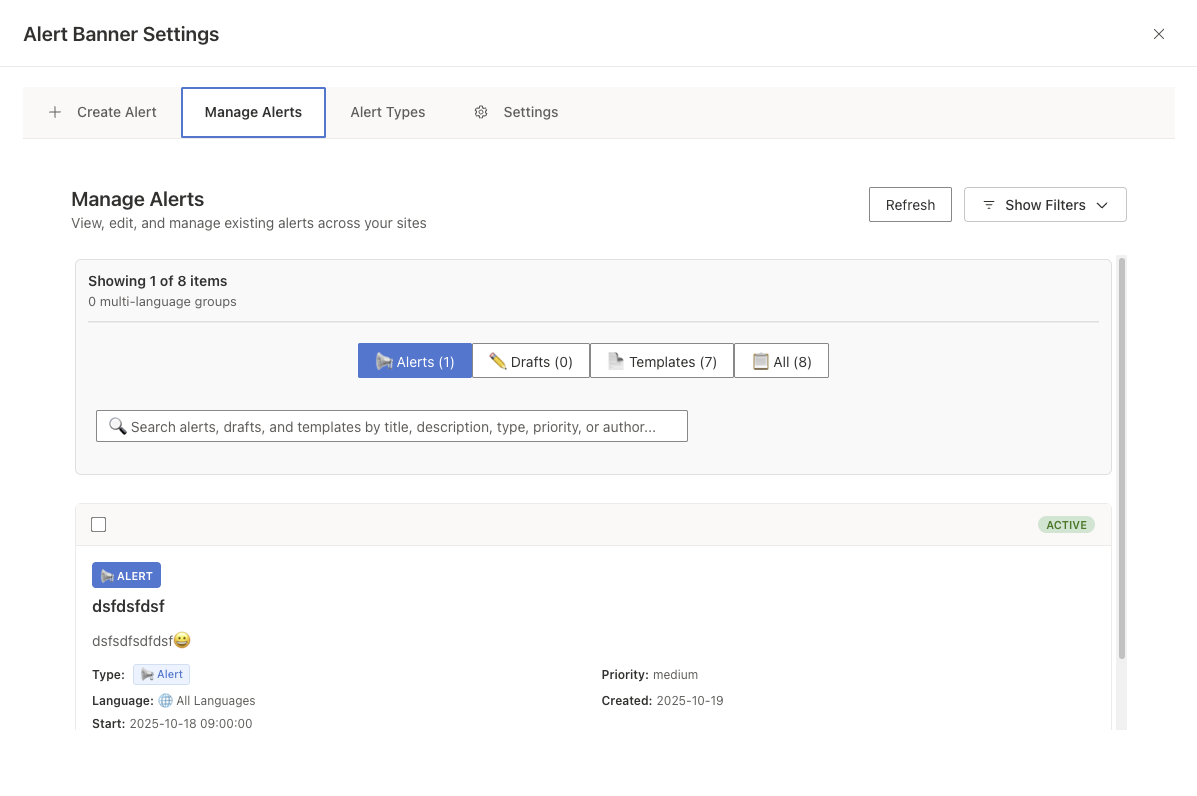 Alert Banner Settings
Create Alert
Manage Alerts
Alert Types
Settings
Manage Alerts
View, edit, and manage existing alerts across your sites
Refresh
Show Filters
Showing 1 of 8 items
0 multi-language groups
Alerts (1)
Drafts (0)
Templates (7)
All (8)
Search alerts, drafts, and templates by title, description, type, priority, or author...
ACTIVE
ALERT
dsfdsfdsf
dsfsdfsdfdsf😀
Type: Alert
Priority: medium
Language: 🌐 All Languages
Created: 2025-10-19
Start: 2025-10-18 09:00:00